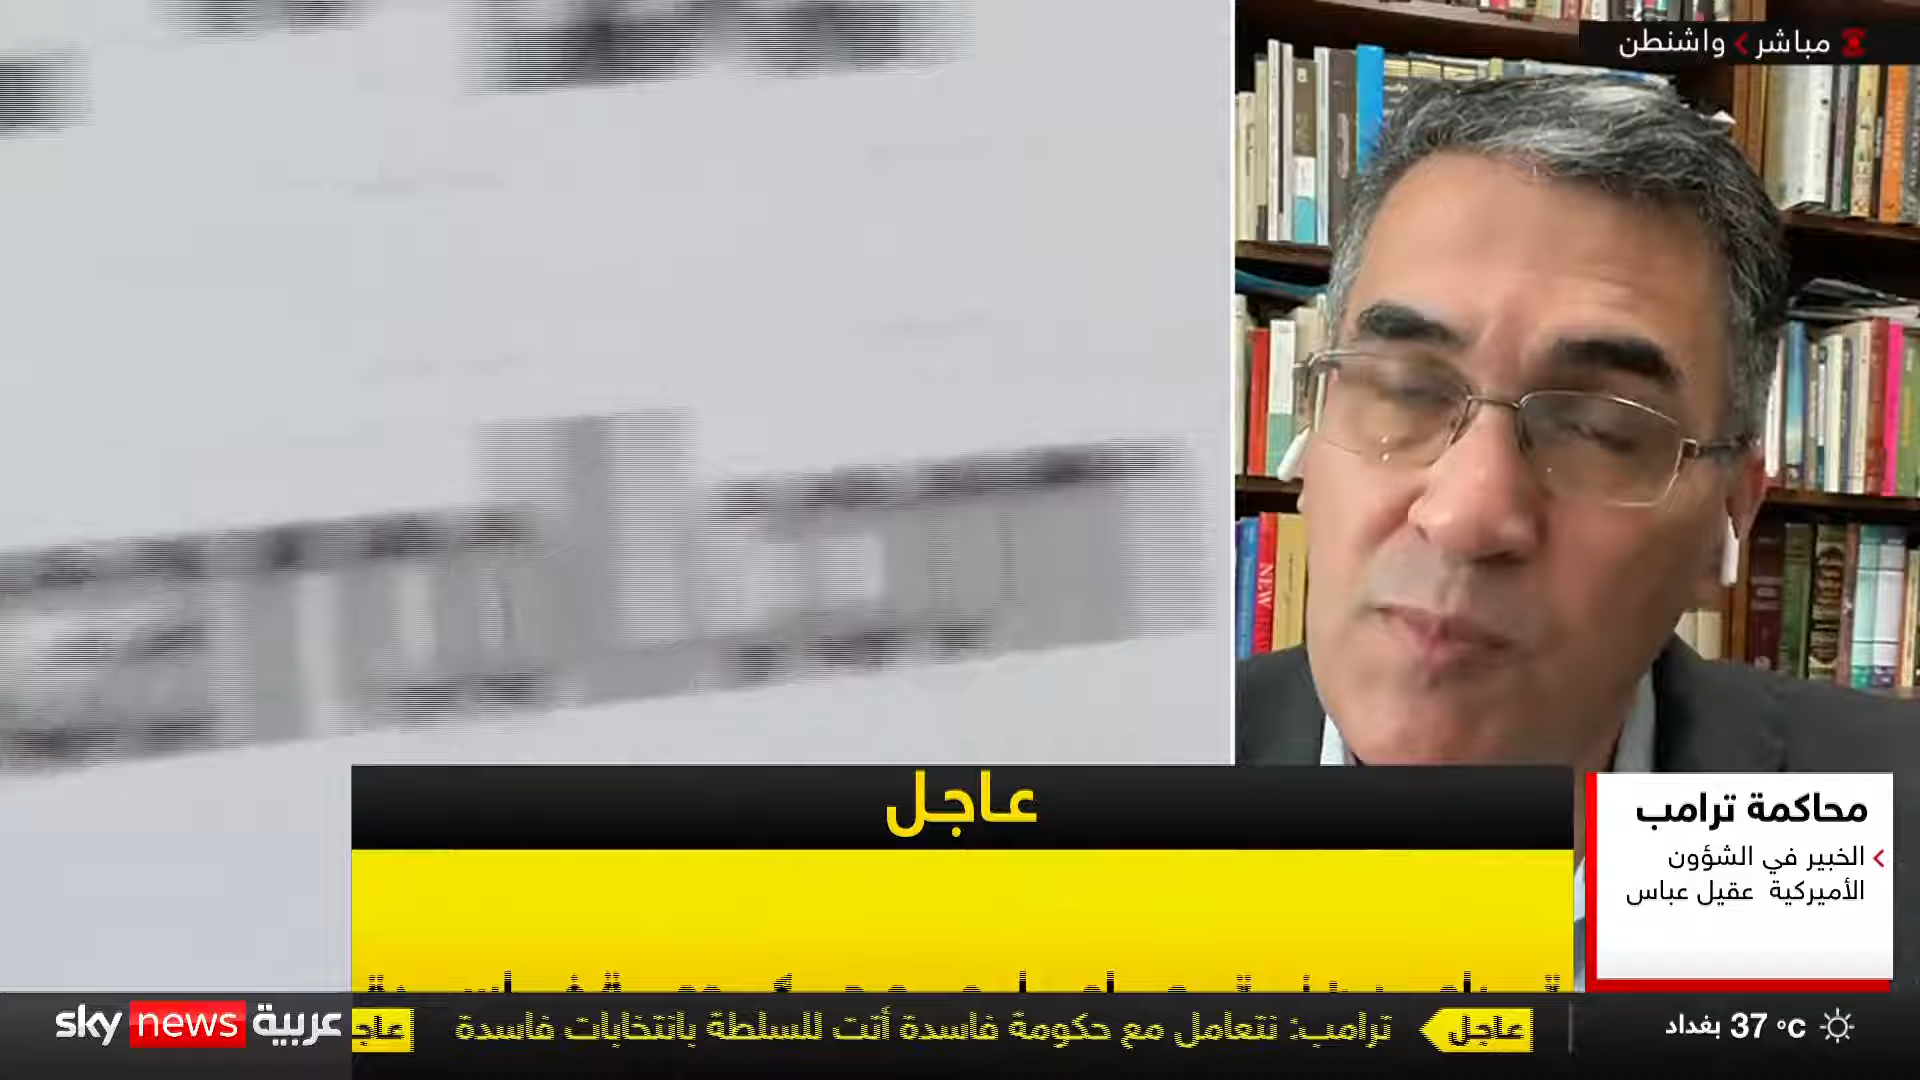 مباشر › واشنطن
NEW
عاجل
محاكمة ترامب
الخبير في الشؤون
الأميركية عقيل عباس
sky news عربية
عاجل ترامب: نتعامل مع حكومة فاسدة أتت للسلطة بانتخابات فاسدة
37 °C بغداد